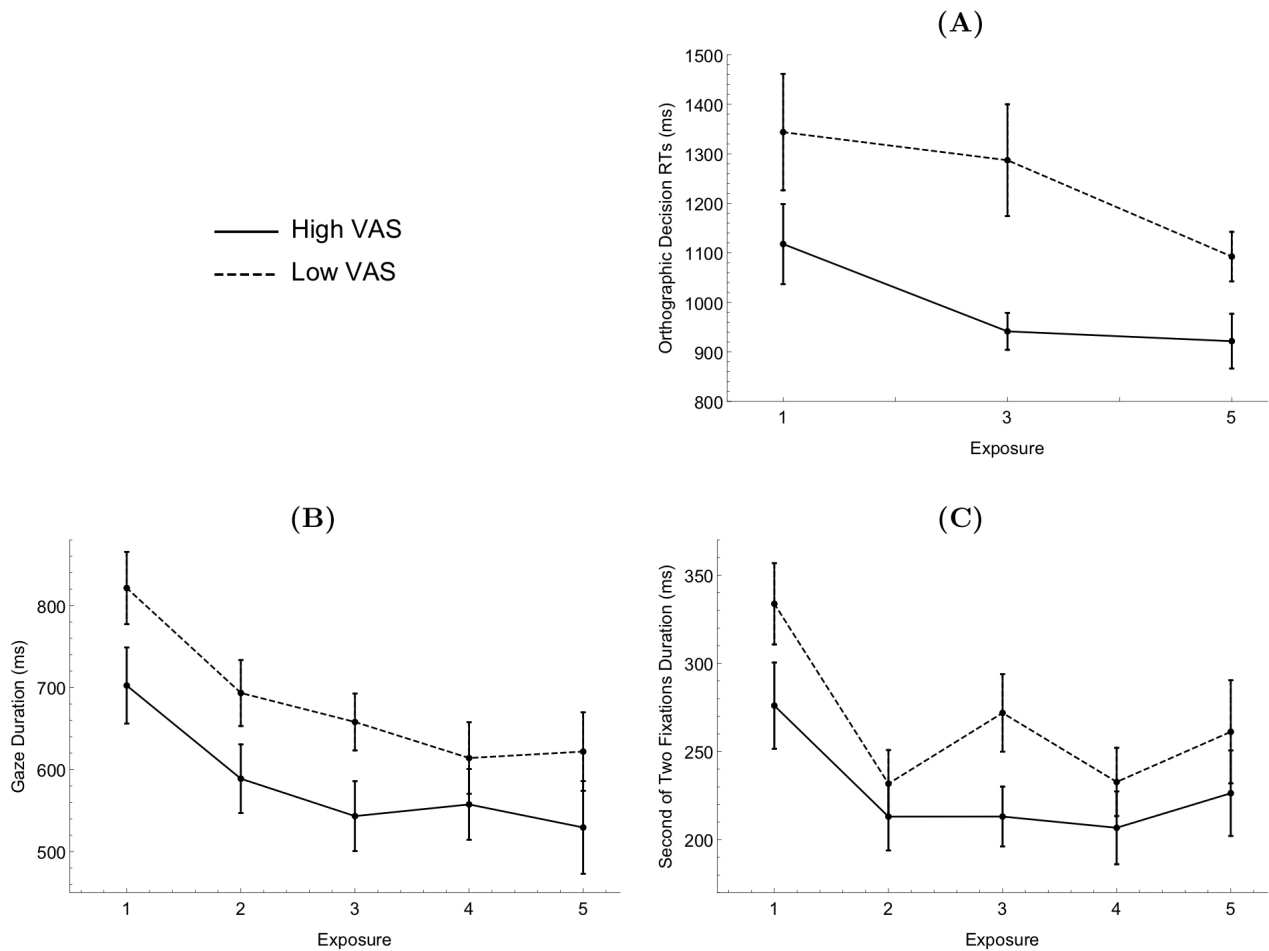 (A)
High VAS
Low VAS
Orthographic Decision RTs (ms)
1500
1400
1300
1200
1100
1000
900
800
1 3 5
Exposure
(B)
Gaze Duration (ms)
800
700
600
500
1 2 3 4 5
Exposure
(C)
Second of Two Fixations Duration (ms)
350
300
250
200
1 2 3 4 5
Exposure